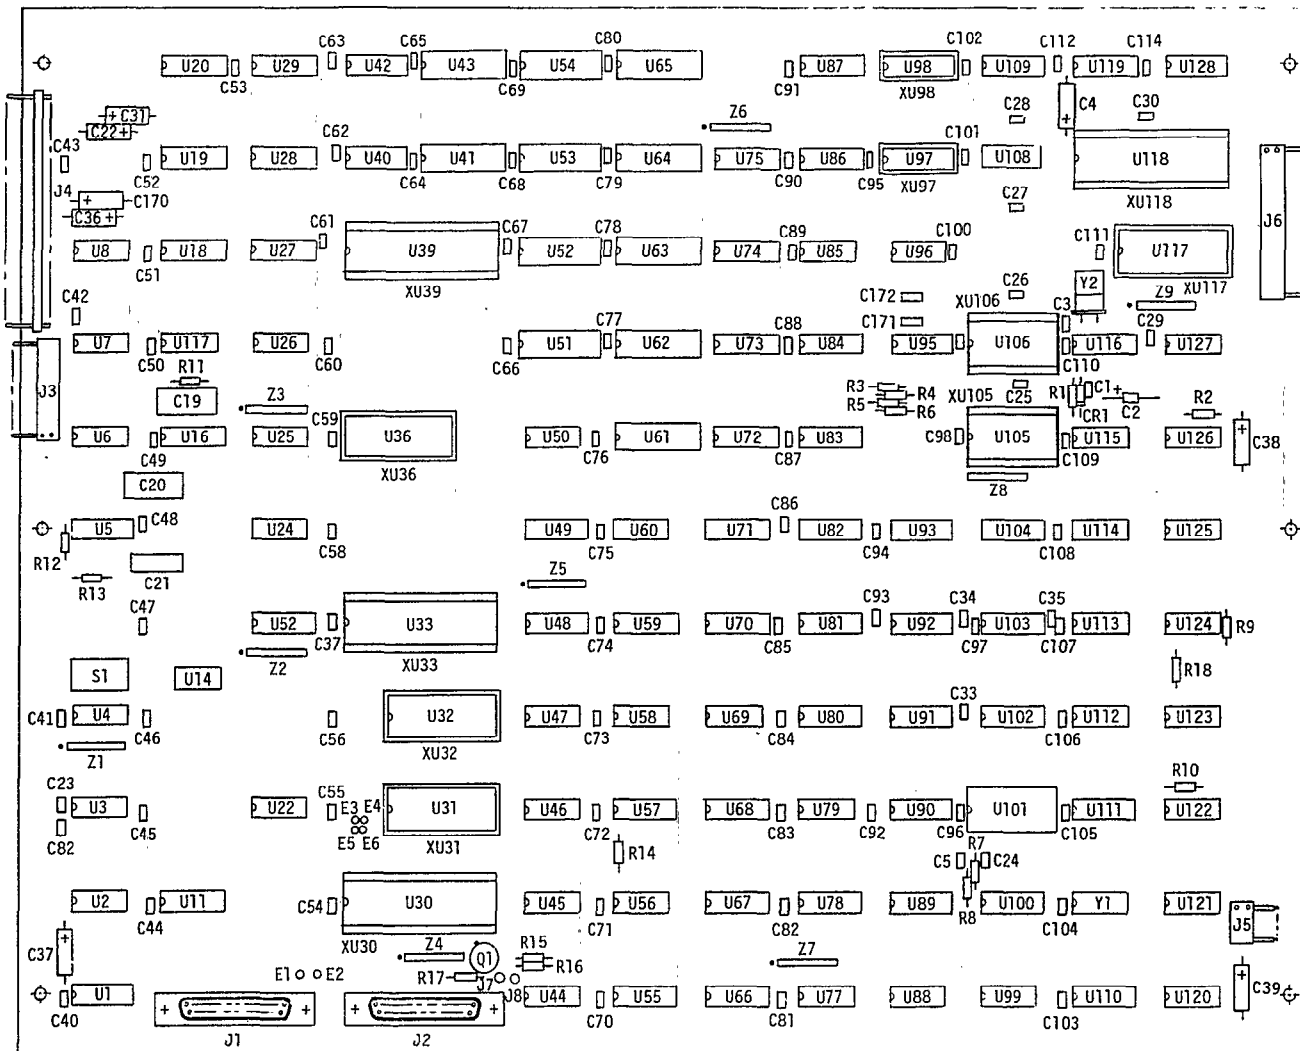 C63 C65 C80 C102 C112 C114
U20 U29 U42 U43 U54 U65 U87 U98 U109 U119 U128
C53 C69 C91 XU98
C31 C22 Z6 C28 C4 C30
C43 C62 C101
U19 U28 U40 U41 U53 U64 U75 U86 U97 U108 U118
C52 C64 C68 C79 C90 C95 XU97
J4 C170 C27 XU118
C36 C61 C67 C78 C89 C100 C111 J6
U8 U18 U27 U39 U52 U63 U74 U85 U96 U117
C51 XU39 Y2 XU117
C42 C172 XU106 C26 C3 Z9
C77 C88 C171 C29
U7 U117 U26 U51 U62 U73 U84 U95 U106 U116 U127
C50 R11 C60 C66 C110
J3 C19 Z3 R3 R4 XU105 C25 R1 C1 R2
R5 R6 CR1 C2
C59
U6 U16 U25 U36 U50 U61 U72 U83 C98 U105 U115 U126 C38
C49 XU36 C76 C87 C109
C20 Z8
C48 C86
U5 U24 U49 U60 U71 U82 U93 U104 U114 U125
R12 C58 C75 C94 C108
R13 C21 Z5
C47 C93 C34 C35
U52 C37 U33 U48 U59 U70 U81 U92 U103 U113 U124 R9
Z2 XU33 C74 C85 C97 C107
S1 U14 R18
C33
C41 U4 U32 U47 U58 U69 U80 U91 U102 U112 U123
C46 C56 C73 C84 C106
Z1 XU32
C23 C55 E3 E4 R10
U3 U22 U31 U46 U57 U68 U79 U90 U101 U111 U122
C82 C45 E5 E6 XU31 C72 C83 C92 C96 C105
R14 R7
C5 C24
U2 U11 C54 U30 U45 U56 U67 U78 U89 U100 Y1 U121
C44 C71 C82 R8 C104 J5
C37 XU30 Z4 Q1 R15 R16 Z7
E1 E2 R17 J7 J8 C39
U1 U44 U55 U66 U77 U88 U99 U110 U120
C40 C70 C81 C103
J1 J2